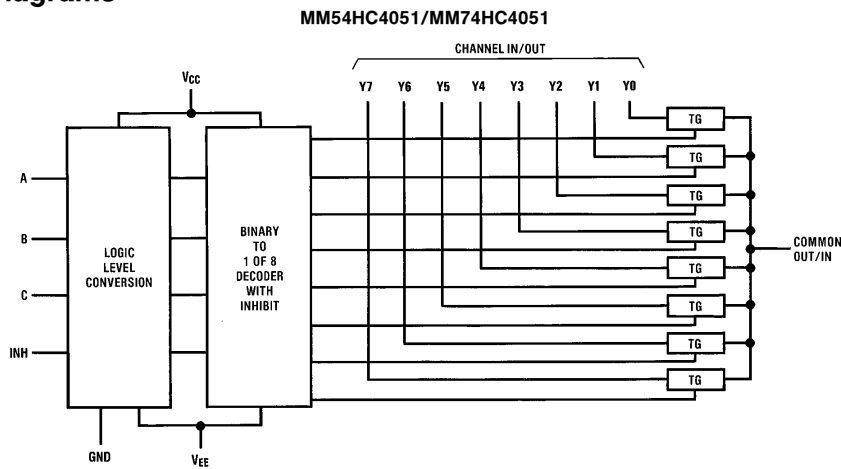 MM54HC4051/MM74HC4051
CHANNEL IN/OUT
VCC
Y7 Y6 Y5 Y4 Y3 Y2 Y1 Y0
TG
TG
TG
TG
TG
TG
TG
TG
A
B
C
INH
LOGIC
LEVEL
CONVERSION
BINARY
TO
1 OF 8
DECODER
WITH
INHIBIT
COMMON
OUT/IN
GND
VEE